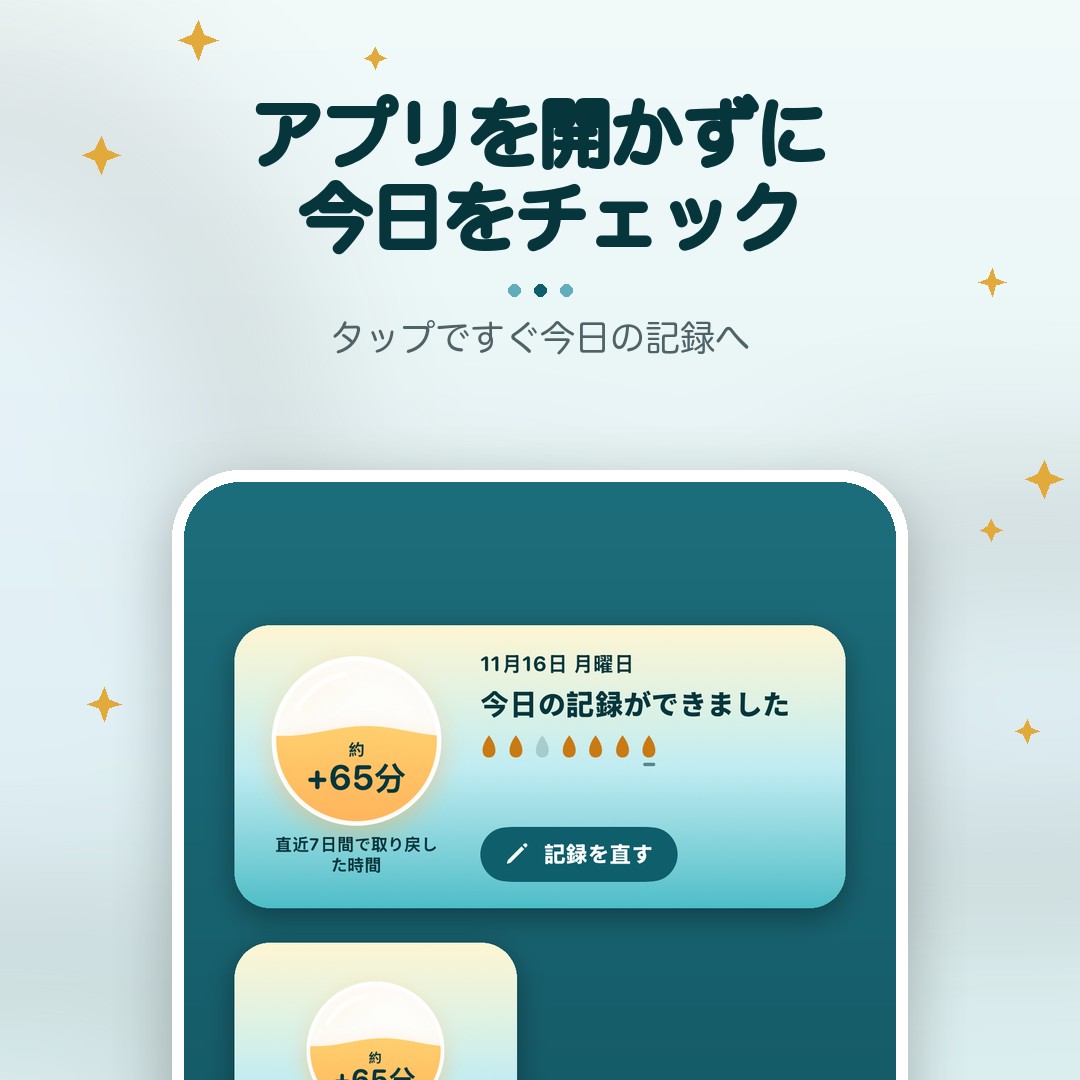 アプリを開かずに
今日をチェック
タップですぐ今日の記録へ
11月16日 月曜日
今日の記録ができました
約
+65分
直近7日間で取り戻し
た時間
記録を直す
約
+65分